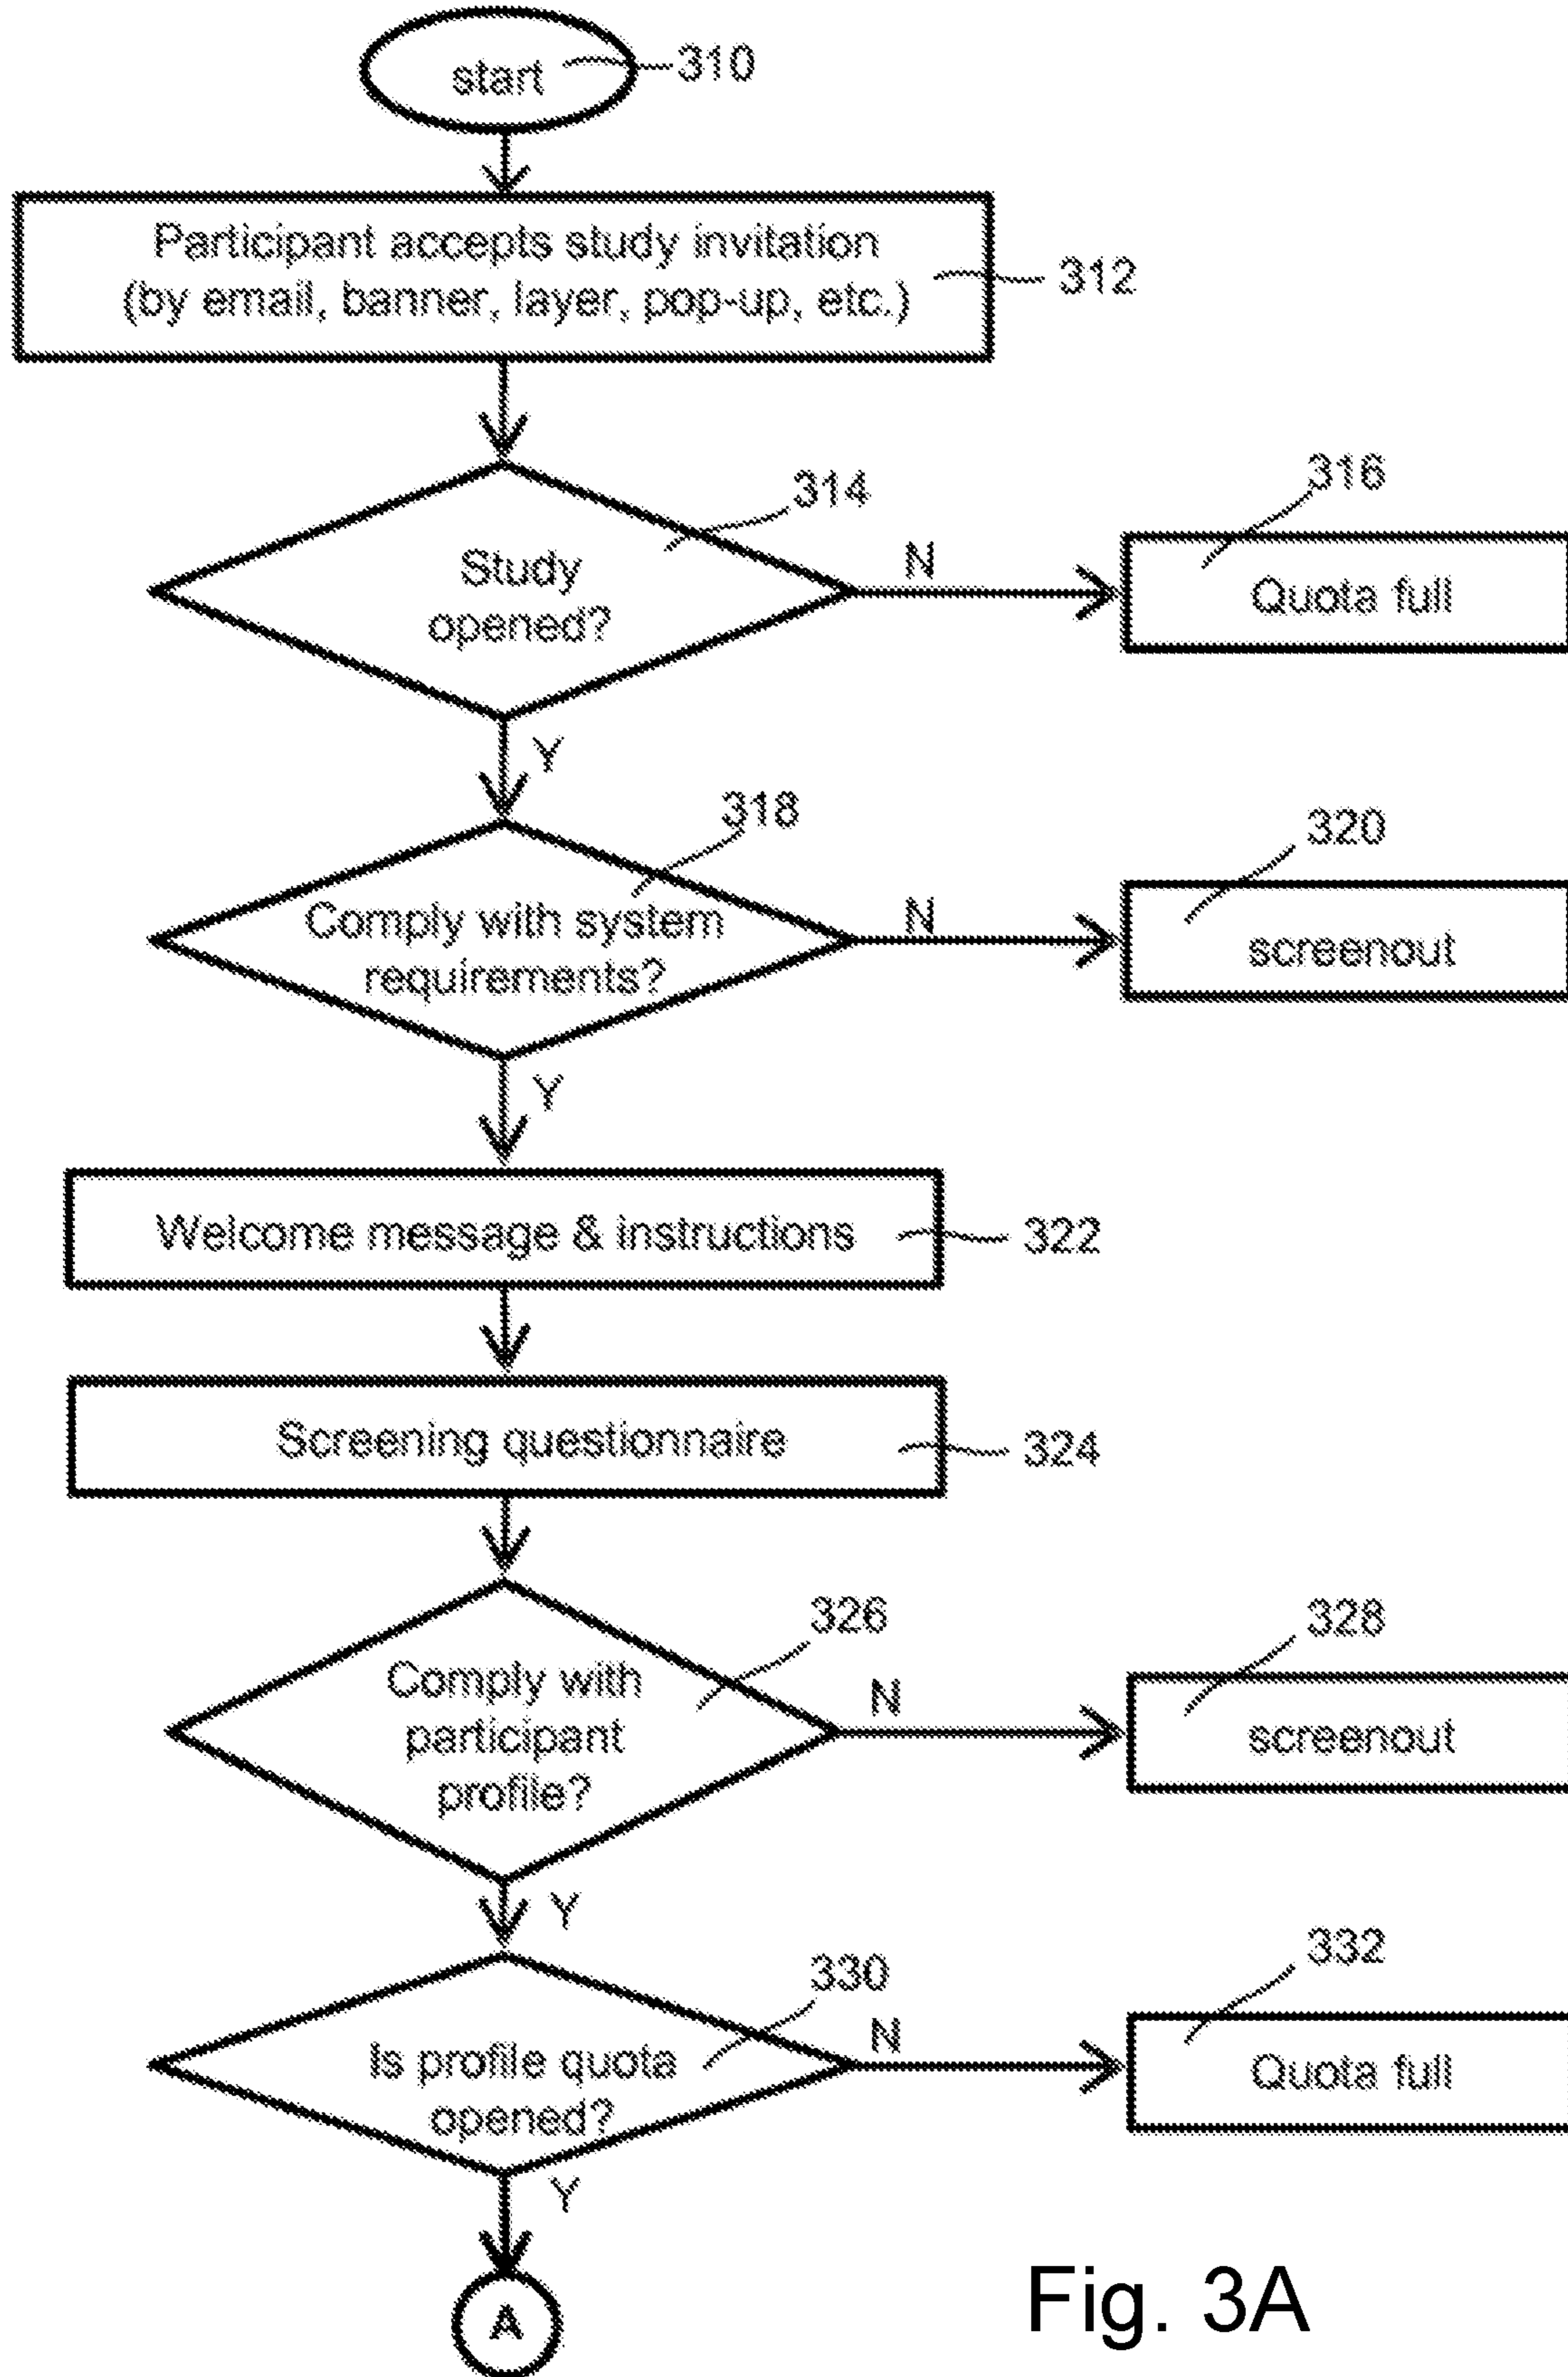 start
310
Participant accepts study invitation
(by email, banner, layer, pop-up, etc.)
312
314
Study
opened?
N
316
Quota full
Y
318
Comply with system
requirements?
N
320
screenout
Y
Welcome message & instructions
322
Screening questionnaire
324
326
Comply with
participant
profile?
N
328
screenout
Y
330
Is profile quota
opened?
N
332
Quota full
Y
A
Fig. 3A